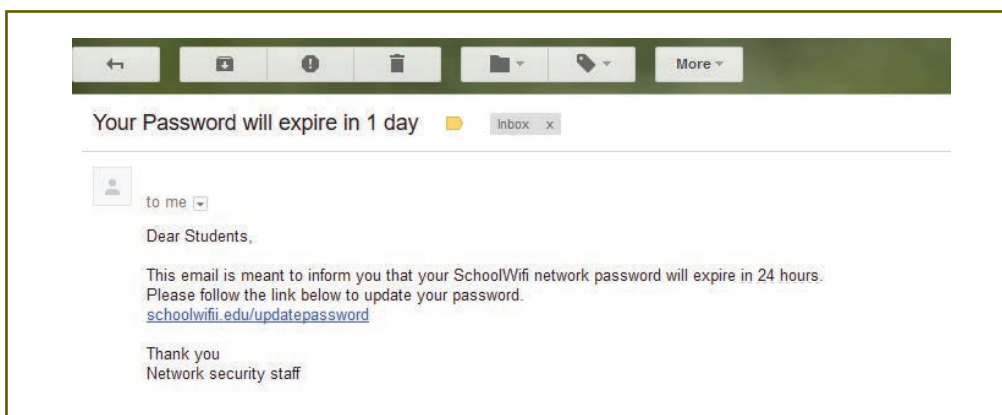 More
Your Password will expire in 1 day
Inbox x
to me
Dear Students,
This email is meant to inform you that your SchoolWifi network password will expire in 24 hours.
Please follow the link below to update your password.
schoolwifii.edu/updatepassword
Thank you
Network security staff